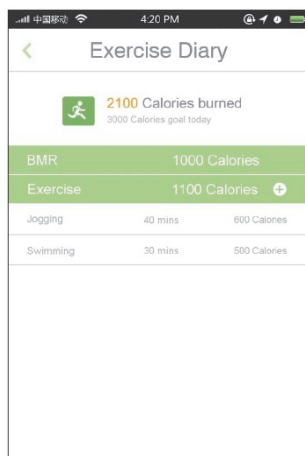 中国移动 4:20 PM
Exercise Diary
2100 Calories burned
3000 Calories goal today
BMR 1000 Calories
Exercise 1100 Calories
Jogging 40 mins 600 Calories
Swimming 30 mins 500 Calories